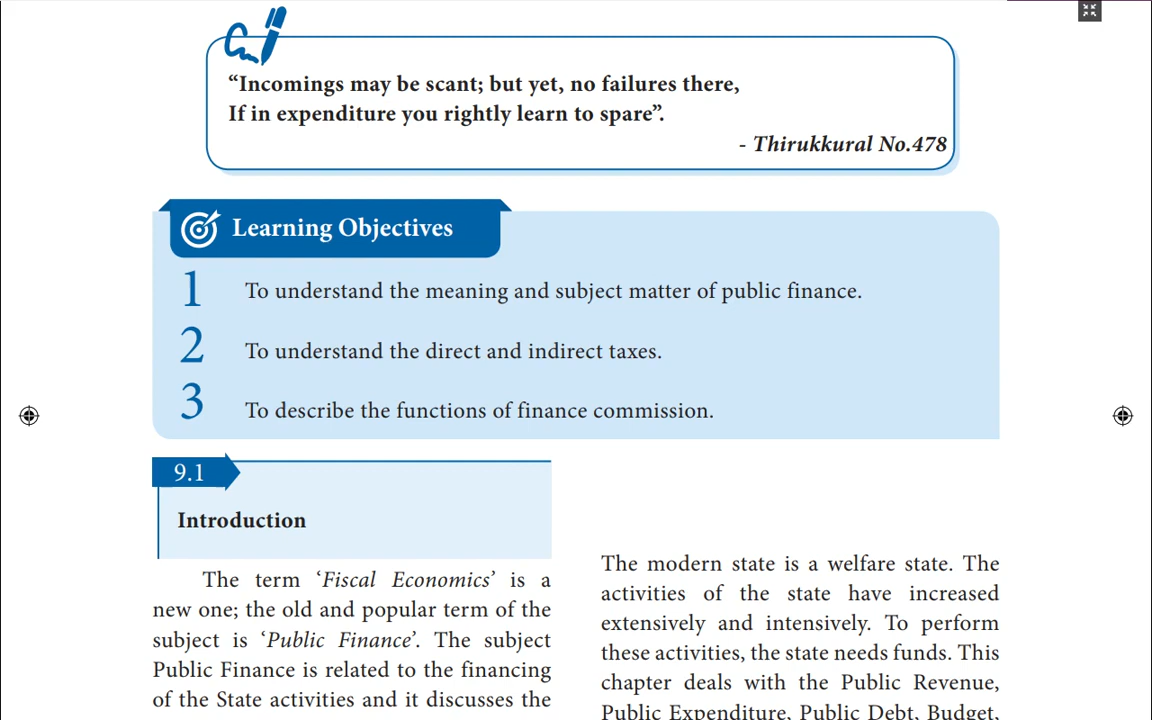 “Incomings may be scant; but yet, no failures there,
If in expenditure you rightly learn to spare”.
- Thirukkural No.478
Learning Objectives
1 To understand the meaning and subject matter of public finance.
2 To understand the direct and indirect taxes.
3 To describe the functions of finance commission.
9.1
Introduction
The term ‘Fiscal Economics’ is a
new one; the old and popular term of the
subject is ‘Public Finance’. The subject
Public Finance is related to the financing
of the State activities and it discusses the
The modern state is a welfare state. The
activities of the state have increased
extensively and intensively. To perform
these activities, the state needs funds. This
chapter deals with the Public Revenue,
Public Expenditure, Public Debt, Budget,